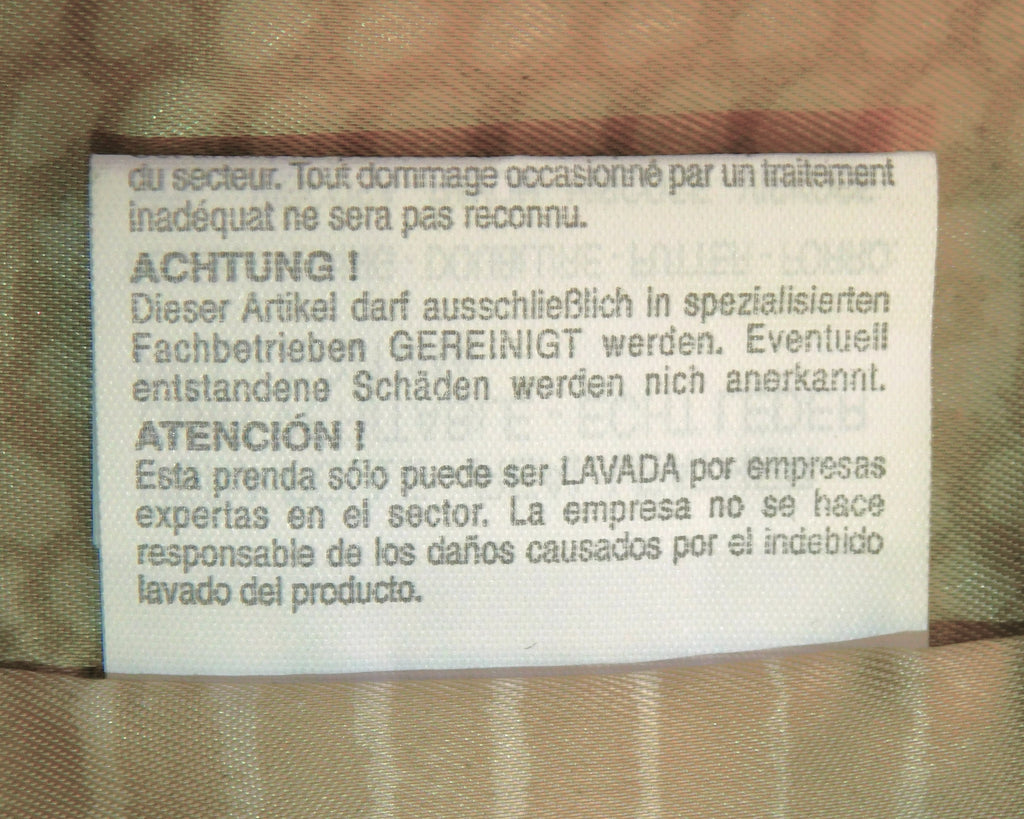 du secteur. Tout dommage occasionné par un traitement
inadéquat ne sera pas reconnu.
ACHTUNG !
Dieser Artikel darf ausschließlich in spezialisierten
Fachbetrieben GEREINIGT werden. Eventuell
entstandene Schäden werden nich anerkannt.
ATENCIÓN !
Esta prenda sólo puede ser LAVADA por empresas
expertas en el sector. La empresa no se hace
responsable de los daños causados por el indebido
lavado del producto.